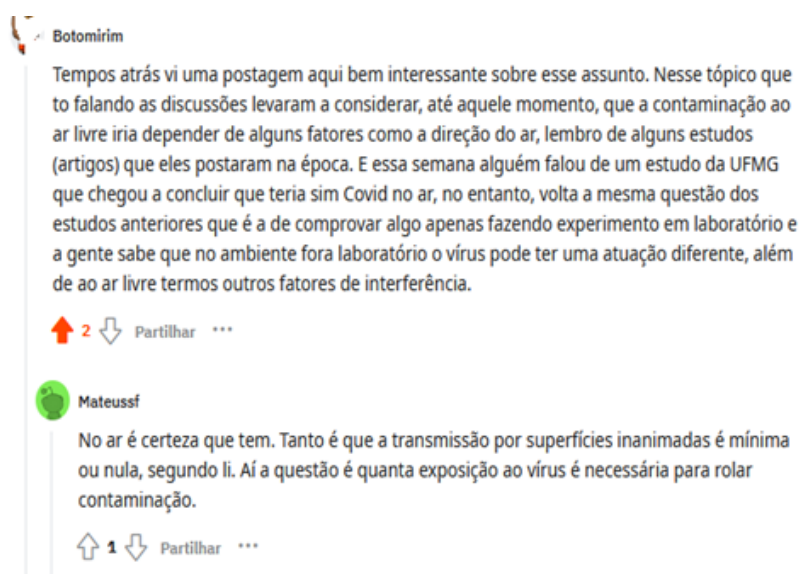 Botomirim
Tempos atrás vi uma postagem aqui bem interessante sobre esse assunto. Nesse tópico que
to falando as discussões levaram a considerar, até aquele momento, que a contaminação ao
ar livre iria depender de alguns fatores como a direção do ar, lembro de alguns estudos
(artigos) que eles postaram na época. E essa semana alguém falou de um estudo da UFMG
que chegou a concluir que teria sim Covid no ar, no entanto, volta a mesma questão dos
estudos anteriores que é a de comprovar algo apenas fazendo experimento em laboratório e
a gente sabe que no ambiente fora laboratório o vírus pode ter uma atuação diferente, além
de ao ar livre termos outros fatores de interferência.
2 Partilhar ...
Mateussf
No ar é certeza que tem. Tanto é que a transmissão por superfícies inanimadas é mínima
ou nula, segundo li. Aí a questão é quanta exposição ao vírus é necessária para rolar
contaminação.
1 Partilhar ...